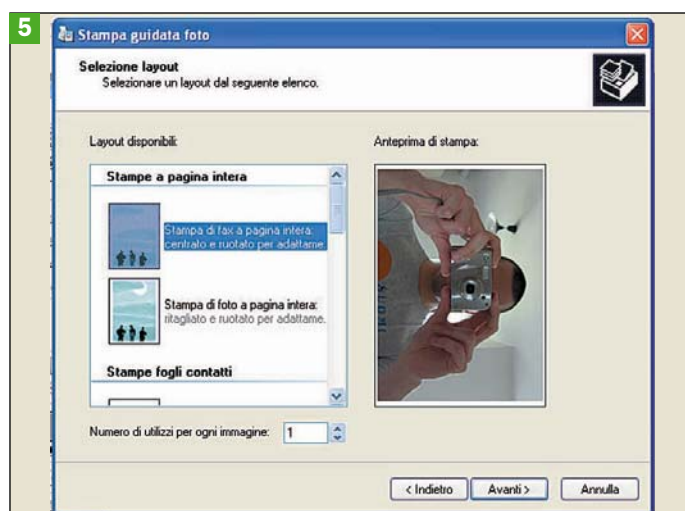 5
Stampa guidata foto
Selezione layout
Selezionare un layout dal seguente elenco.
Layout disponibili:
Anteprima di stampa:
Stampe a pagina intera
Stampa di fax a pagina intera:
centrato e ruotato per adattarne.
Stampa di foto a pagina intera:
ritagliato e ruotato per adattarne.
Stampe fogli contatti
Numero di utilizzi per ogni immagine: 1
< Indietro Avanti > Annulla